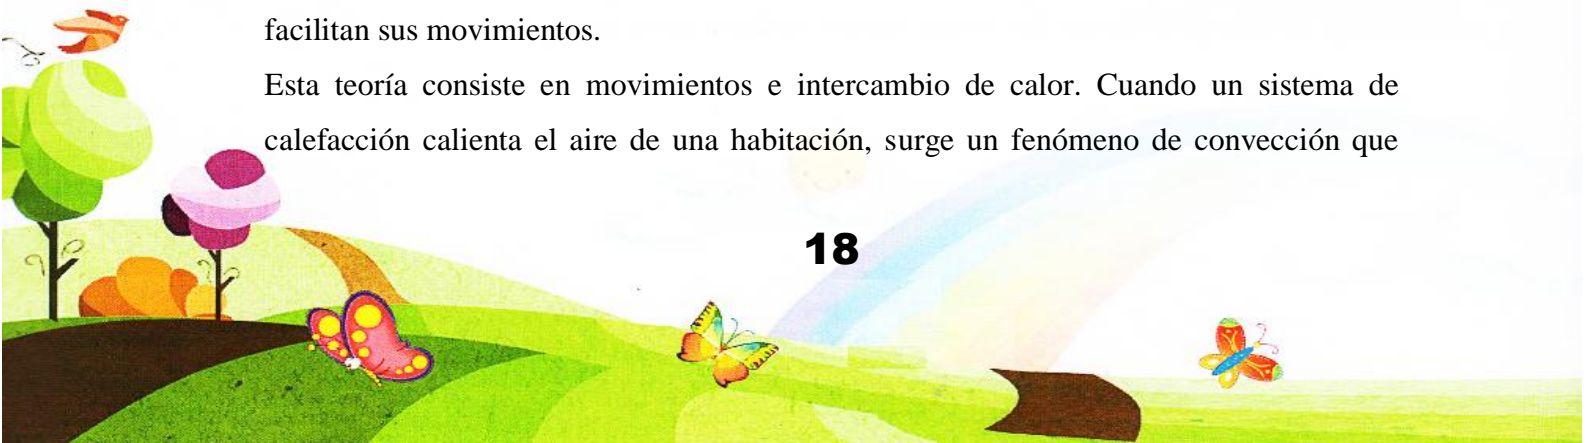 facilitan sus movimientos.
Esta teoría consiste en movimientos e intercambio de calor. Cuando un sistema de
calefacción calienta el aire de una habitación, surge un fenómeno de convección que
18